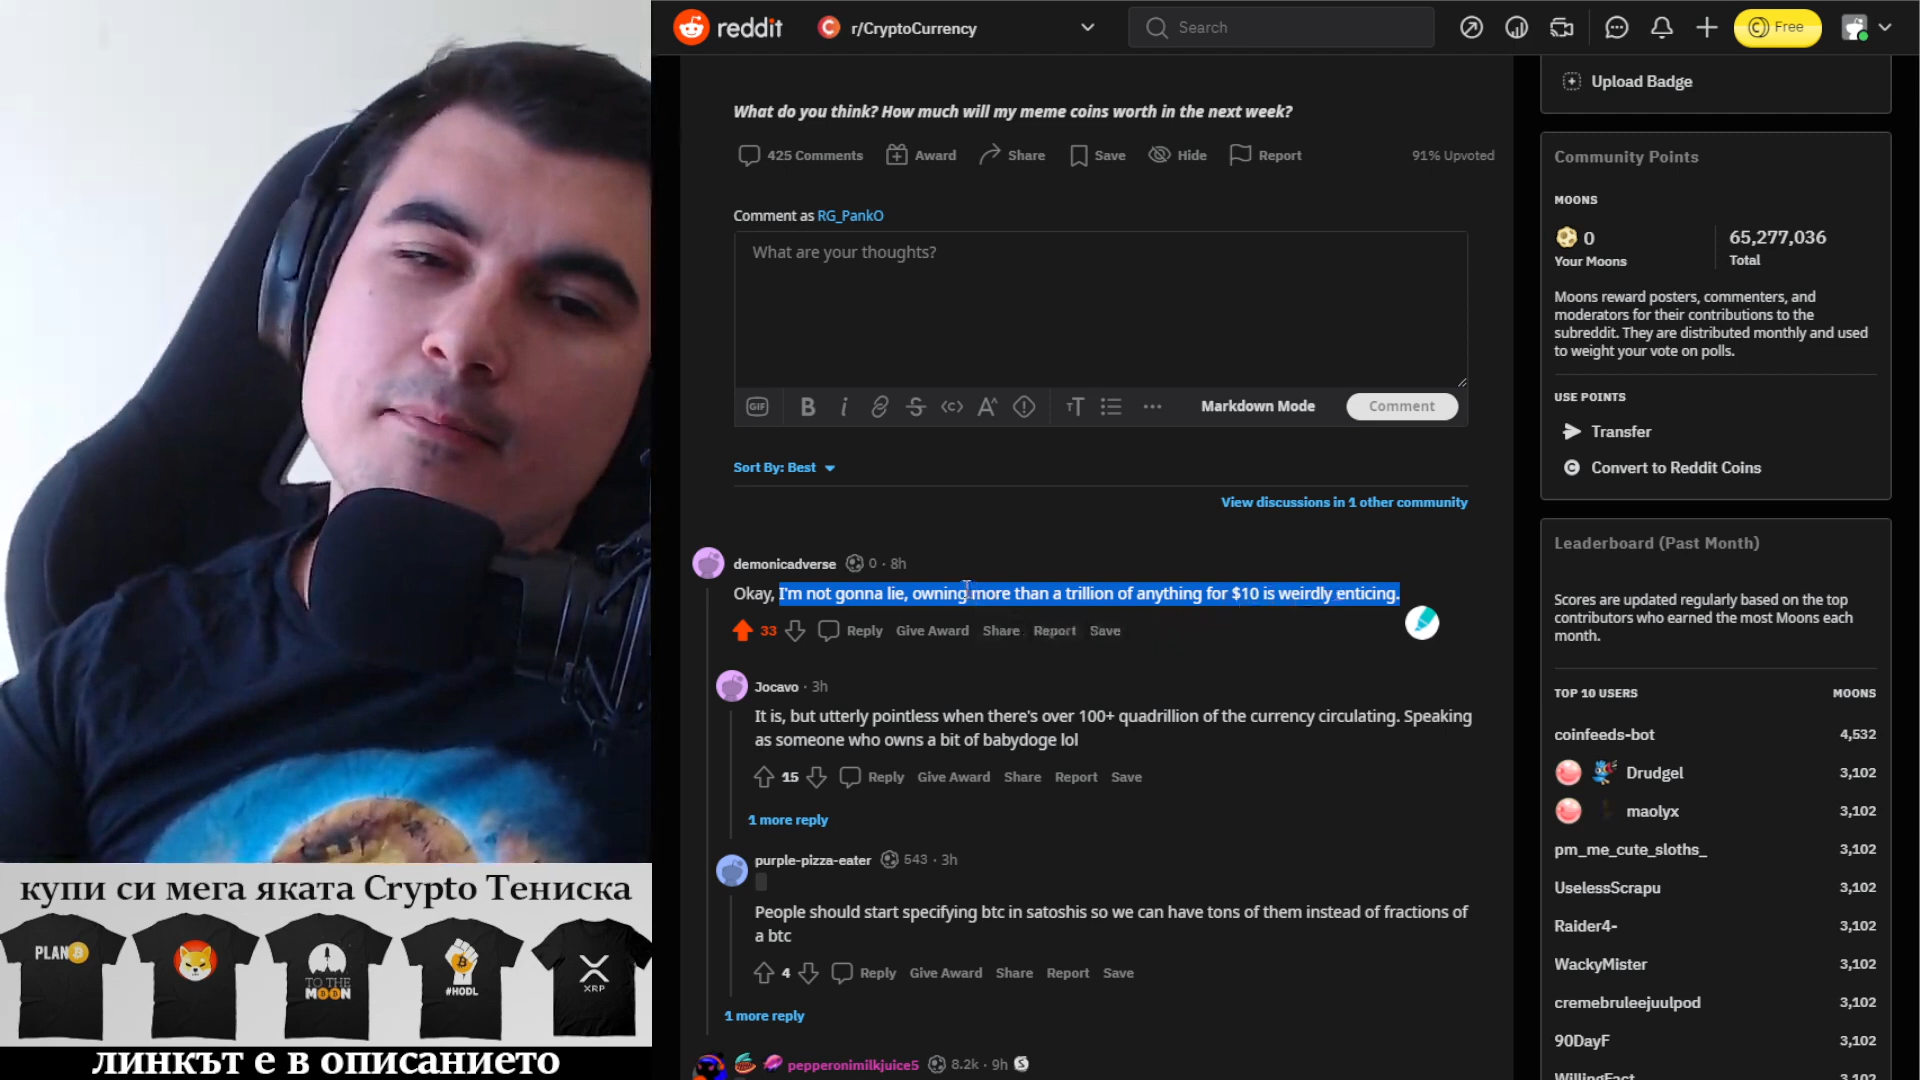 reddit
r/CryptoCurrency
Search
Free
Upload Badge
What do you think? How much will my meme coins worth in the next week?
425 Comments Award Share Save Hide Report 91% Upvoted
Comment as RG_PankO
What are your thoughts?
GIF
B i
Markdown Mode
Comment
Sort By: Best
View discussions in 1 other community
demonicadverse 0 · 8h
Okay, I'm not gonna lie, owning more than a trillion of anything for $10 is weirdly enticing.
33 Reply Give Award Share Report Save
Jocavo · 3h
It is, but utterly pointless when there's over 100+ quadrillion of the currency circulating. Speaking
as someone who owns a bit of babydoge lol
15 Reply Give Award Share Report Save
1 more reply
purple-pizza-eater 543 · 3h
People should start specifying btc in satoshis so we can have tons of them instead of fractions of
a btc
4 Reply Give Award Share Report Save
1 more reply
pepperonimilkjuice5 8.2k · 9h
Community Points
MOONS
0
Your Moons
65,277,036
Total
Moons reward posters, commenters, and
moderators for their contributions to the
subreddit. They are distributed monthly and used
to weight your vote on polls.
USE POINTS
Transfer
Convert to Reddit Coins
Leaderboard (Past Month)
Scores are updated regularly based on the top
contributors who earned the most Moons each
month.
TOP 10 USERS MOONS
coinfeeds-bot 4,532
Drudgel 3,102
maolyx 3,102
pm_me_cute_sloths_ 3,102
UselessScrapu 3,102
Raider4- 3,102
WackyMister 3,102
cremebruleejuulpod 3,102
90DayF 3,102
WillingFact 3,102
купи си мега яката Crypto Тениска
PLAN B
TO THE
MOON
#HODL
XRP
линкът е в описанието